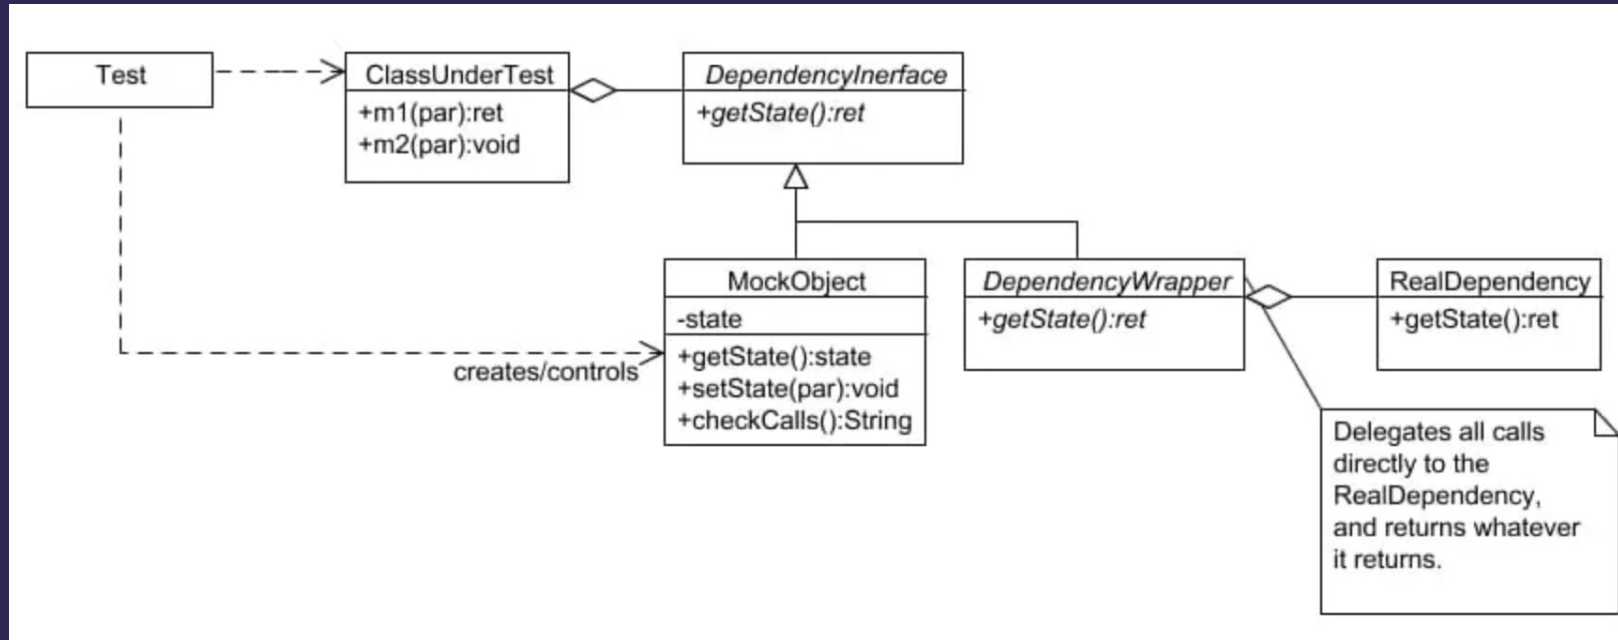 Test
ClassUnderTest
+m1(par):ret
+m2(par):void
DependencyInerface
+getState():ret
MockObject
-state
+getState():state
+setState(par):void
+checkCalls():String
creates/controls
DependencyWrapper
+getState():ret
RealDependency
+getState():ret
Delegates all calls
directly to the
RealDependency,
and returns whatever
it returns.